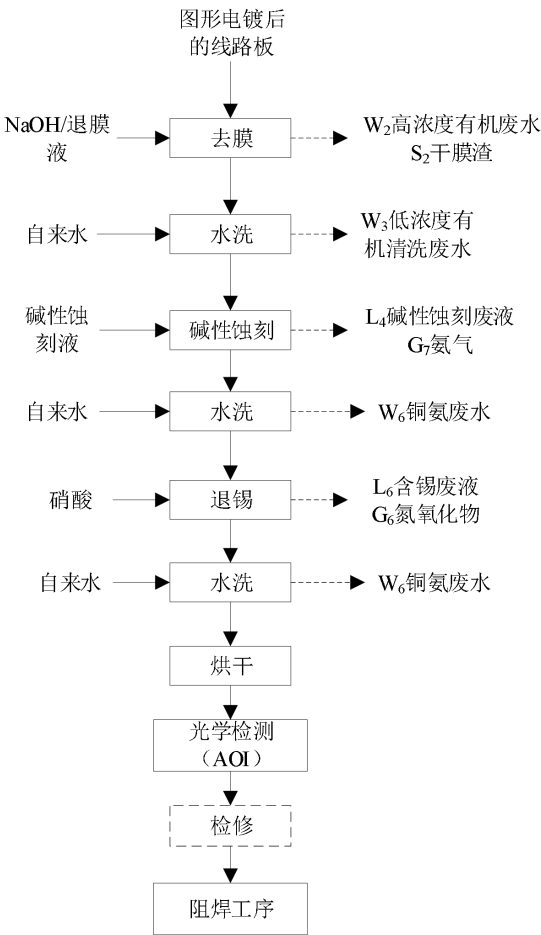 图形电镀后
的线路板
NaOH/退膜
液
去膜
W₂高浓度有机废水
S₂干膜渣
自来水
水洗
W₃低浓度有
机清洗废水
碱性蚀
刻液
碱性蚀刻
L₄碱性蚀刻废液
G₇氨气
自来水
水洗
W₆铜氨废水
硝酸
退锡
L₆含锡废液
G₆氮氧化物
自来水
水洗
W₆铜氨废水
烘干
光学检测
（AOI）
检修
阻焊工序